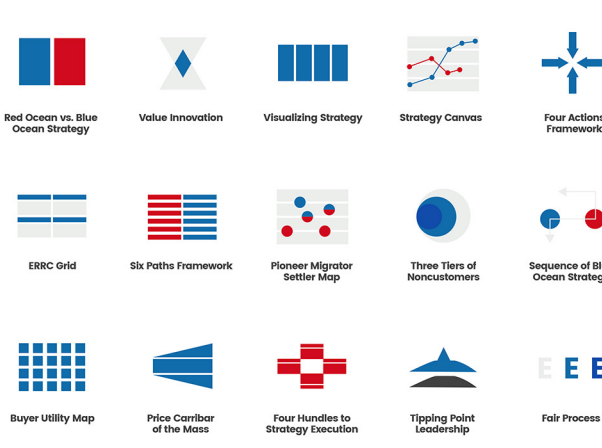 Red Ocean vs. Blue
Ocean Strategy
Value Innovation
Visualizing Strategy
Strategy Canvas
Four Actions
Framework
ERRC Grid
Six Paths Framework
Pioneer Migrator
Settler Map
Three Tiers of
Noncustomers
Sequence of Bl
Ocean Strateg
Buyer Utility Map
Price Carribar
of the Mass
Four Hundles to
Strategy Execution
Tipping Point
Leadership
E E E
Fair Process